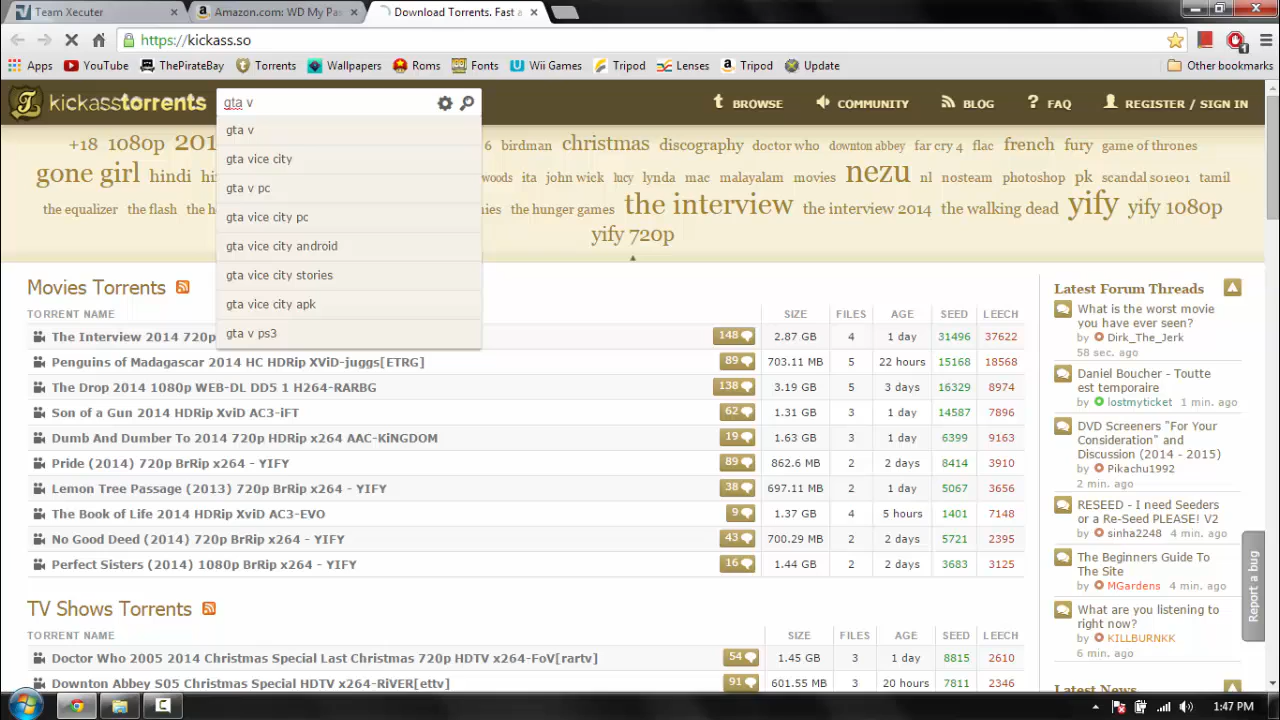 Team Xecuter
Amazon.com: WD My Pa
Download Torrents. Fast a
https://kickass.so
Apps YouTube ThePirateBay Torrents Wallpapers Roms Fonts Wii Games Tripod Lenses Tripod Update Other bookmarks
kickasstorrents
gta v
BROWSE COMMUNITY BLOG FAQ REGISTER / SIGN IN
gta v
gta vice city
gta v pc
gta vice city pc
gta vice city android
gta vice city stories
gta vice city apk
gta v ps3
+18 1080p 201 6 birdman christmas discography doctor who downton abbey far cry 4 flac french fury game of thrones
gone girl hindi hi woods ita john wick lucy lynda mac malayalam movies nezu nl nosteam photoshop pk scandal s01e01 tamil
the equalizer the flash the h ies the hunger games the interview the interview 2014 the walking dead yify yify 1080p
yify 720p
Movies Torrents
TORRENT NAME SIZE FILES AGE SEED LEECH
The Interview 2014 720p 148 2.87 GB 4 1 day 31496 37622
Penguins of Madagascar 2014 HC HDRip XViD-juggs[ETRG] 89 703.11 MB 5 22 hours 15168 18568
The Drop 2014 1080p WEB-DL DD5 1 H264-RARBG 138 3.19 GB 5 3 days 16329 8974
Son of a Gun 2014 HDRip XviD AC3-iFT 62 1.31 GB 3 1 day 14587 7896
Dumb And Dumber To 2014 720p HDRip x264 AAC-KiNGDOM 19 1.63 GB 3 1 day 6399 9163
Pride (2014) 720p BrRip x264 - YIFY 89 862.6 MB 2 2 days 8414 3910
Lemon Tree Passage (2013) 720p BrRip x264 - YIFY 38 697.11 MB 2 1 day 5067 3656
The Book of Life 2014 HDRip XviD AC3-EVO 9 1.37 GB 4 5 hours 1401 7148
No Good Deed (2014) 720p BrRip x264 - YIFY 43 700.29 MB 2 2 days 5721 2395
Perfect Sisters (2014) 1080p BrRip x264 - YIFY 16 1.44 GB 2 2 days 3683 3125
TV Shows Torrents
TORRENT NAME SIZE FILES AGE SEED LEECH
Doctor Who 2005 2014 Christmas Special Last Christmas 720p HDTV x264-FoV[rartv] 54 1.45 GB 3 1 day 8815 2610
Downton Abbey S05 Christmas Special HDTV x264-RiVER[ettv] 47 601.55 MB 3 20 hours 7811 2346
Latest Forum Threads
What is the worst movie
you have ever seen?
by Dirk_The_Jerk
58 sec. ago
Daniel Boucher - Toutte
est temporaire
by lostmyticket 1 min. ago
DVD Screeners "For Your
Consideration" and
Discussion (2014 - 2015)
by Pikachu1992
2 min. ago
RESEED - I need Seeders
or a Re-Seed PLEASE! V2
by sinha2248 4 min. ago
The Beginners Guide To
The Site
by MGardens 4 min. ago
What are you listening to
right now?
by KILLBURNKK
6 min. ago
Latest News
Report a bug
1:47 PM